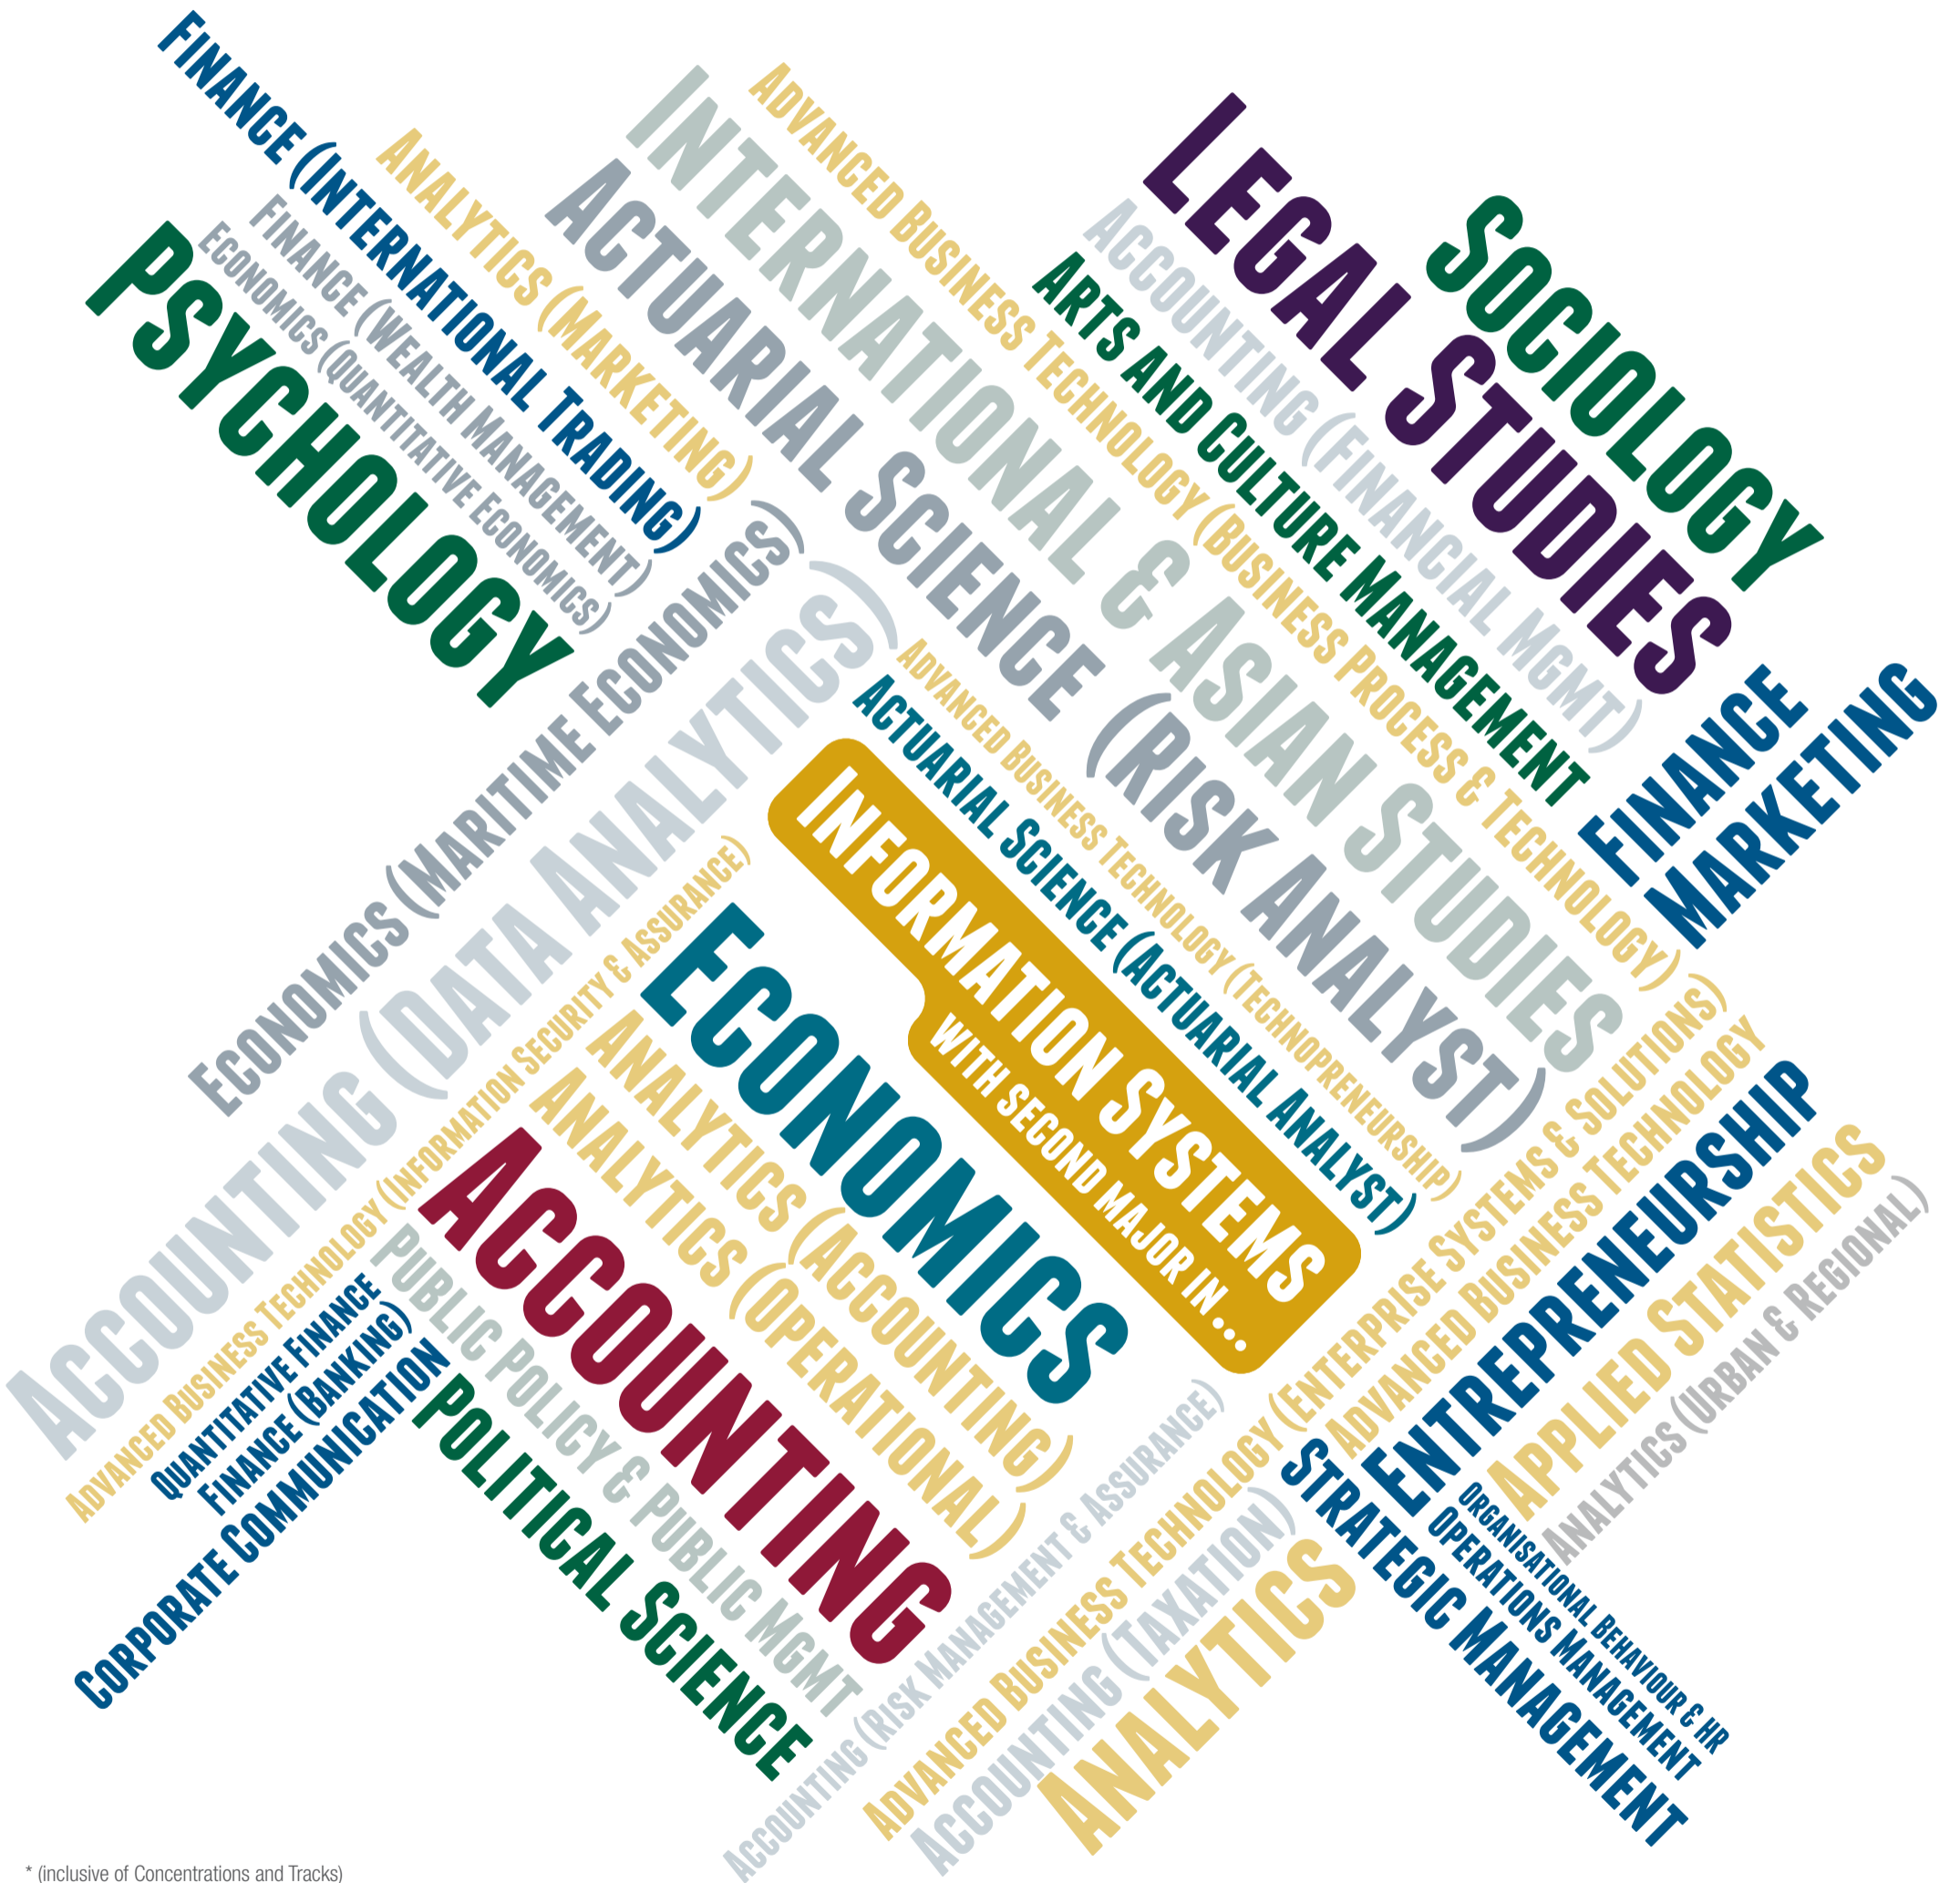 Finance (International Trading)
Analytics (Marketing)
Finance (Wealth Management)
Economics (Quantitative Economics)
Psychology
International & Asian Studies
Actuarial Science (Risk Analyst)
Advanced Business Technology (Business Process & Technology)
Legal Studies
Sociology
Accounting (Financial Mgmt)
Arts and Culture Management
Economics (Maritime Economics)
Accounting (Data Analytics)
Advanced Business Technology (Technopreneurship)
Actuarial Science (Actuarial Analyst)
Finance
Marketing
Information Systems
with second major in...
Advanced Business Technology (Information Security & Assurance)
Economics
Analytics (Accounting)
Analytics (Operational)
Accounting
Quantitative Finance
Finance (Banking)
Corporate Communication
Public Policy & Public Mgmt
Political Science
Advanced Business Technology (Enterprise Systems & Solutions)
Advanced Business Technology
Entrepreneurship
Applied Statistics
Analytics (Urban & Regional)
Organisational Behaviour & HR
Operations Management
Strategic Management
Accounting (Risk Management & Assurance)
Accounting (Taxation)
Analytics
* (inclusive of Concentrations and Tracks)